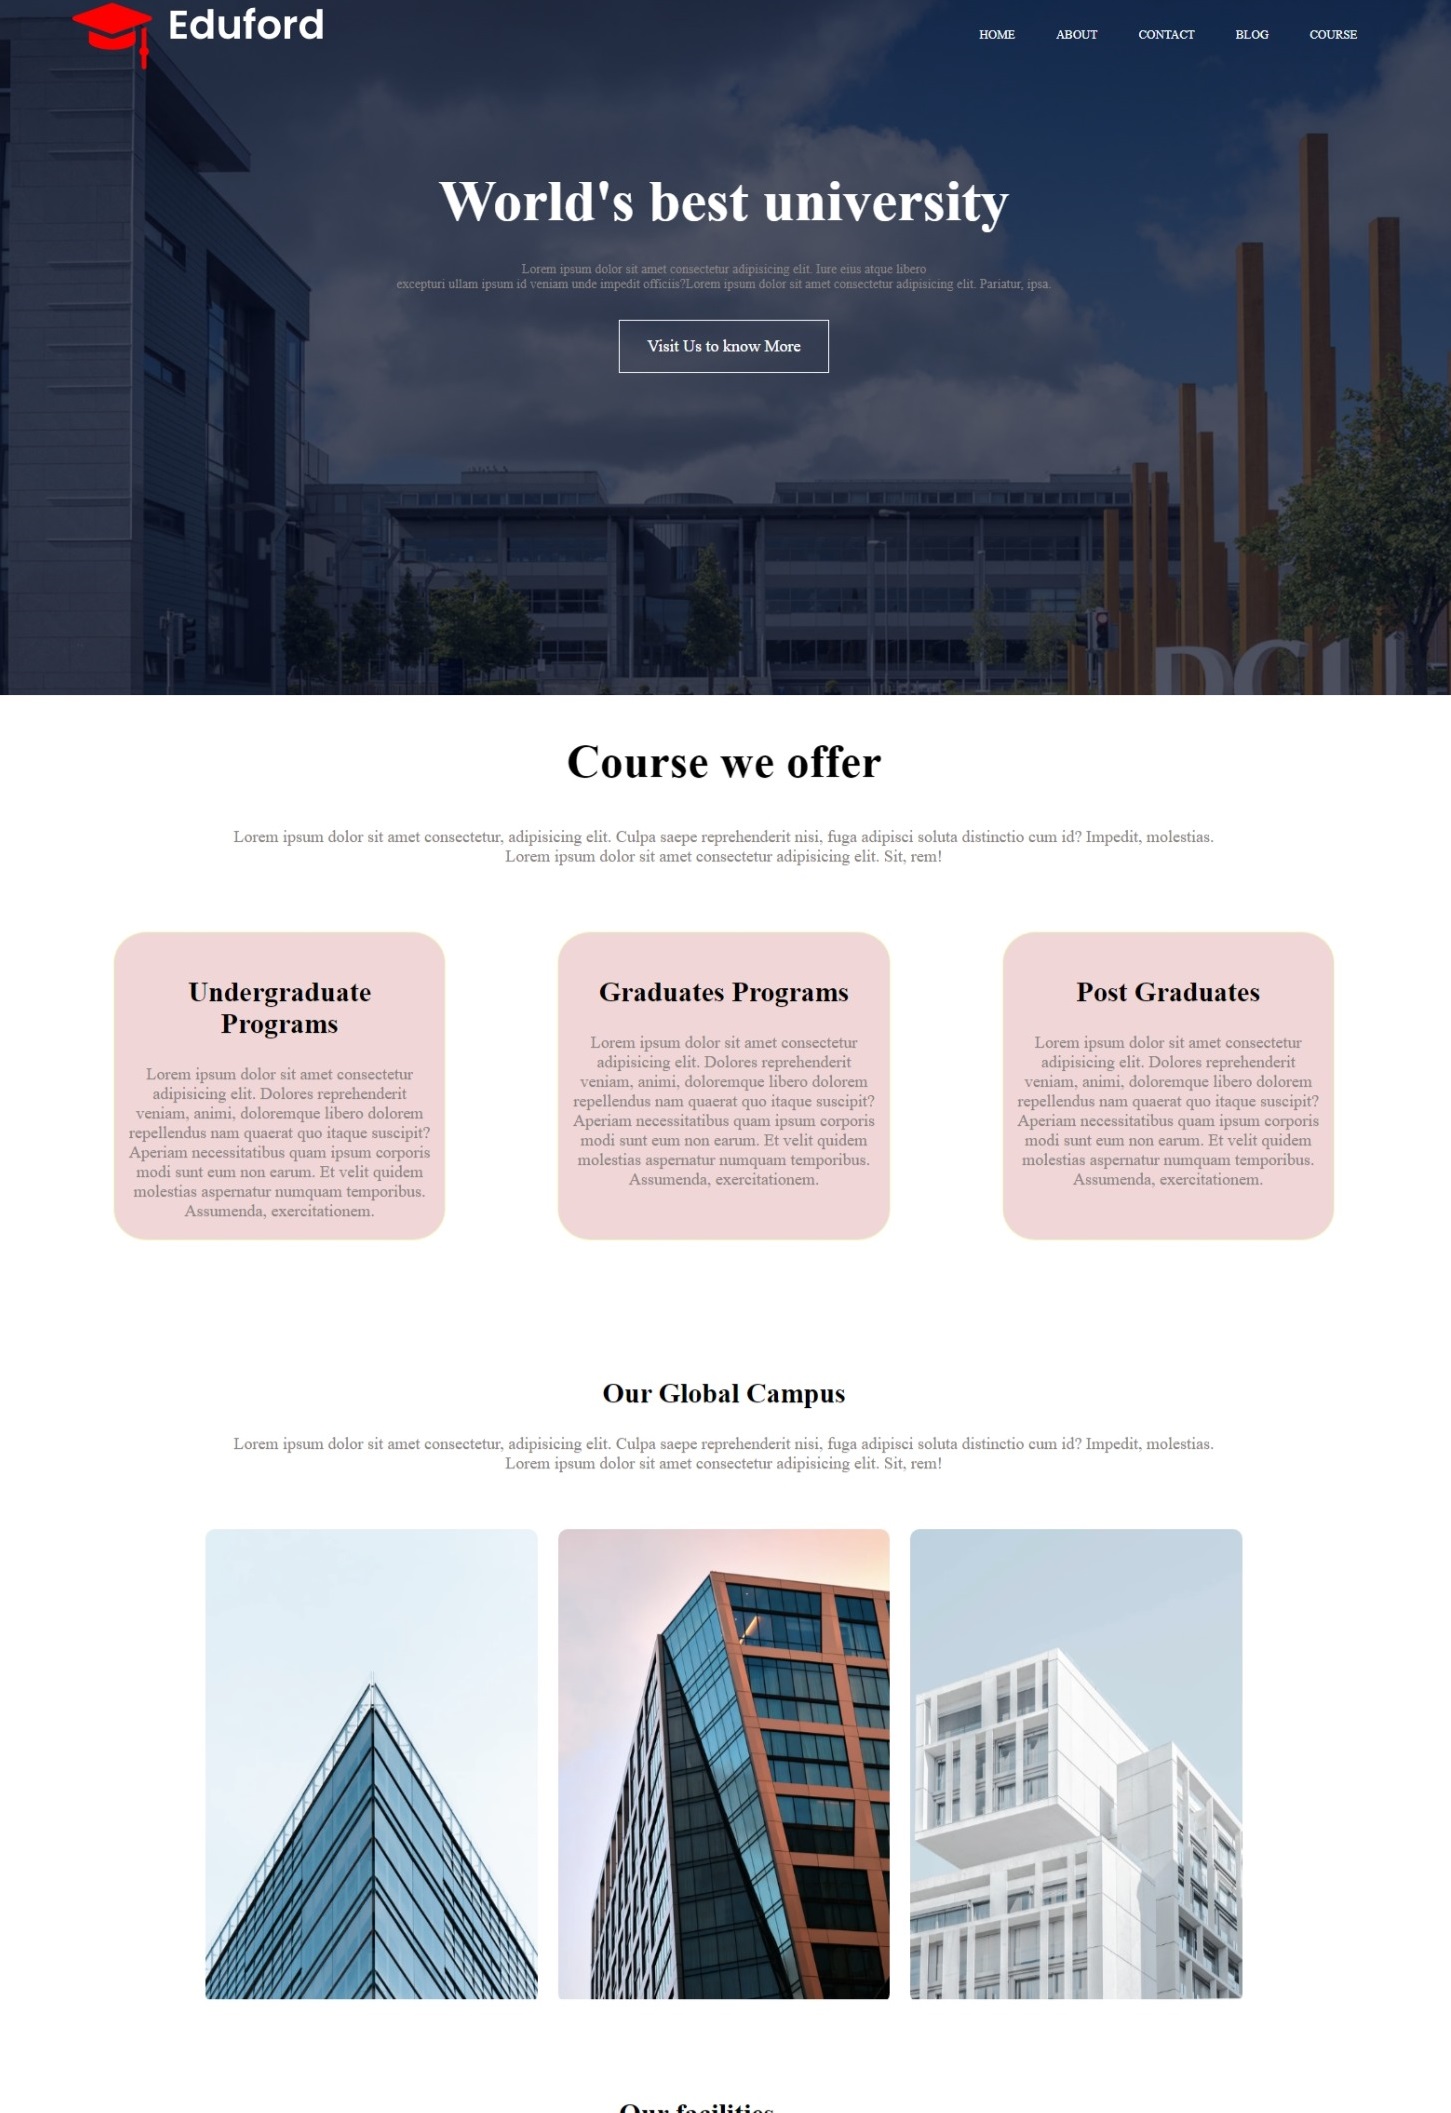 Eduford
HOME ABOUT CONTACT BLOG COURSE
World's best university
Lorem ipsum dolor sit amet consectetur adipisicing elit. Iure eius atque libero
excepturi ullam ipsum id veniam unde impedit officiis?Lorem ipsum dolor sit amet consectetur adipisicing elit. Pariatur, ipsa.
Visit Us to know More
DCU
Course we offer
Lorem ipsum dolor sit amet consectetur, adipisicing elit. Culpa saepe reprehenderit nisi, fuga adipisci soluta distinctio cum id? Impedit, molestias.
Lorem ipsum dolor sit amet consectetur adipisicing elit. Sit, rem!
Undergraduate
Programs
Lorem ipsum dolor sit amet consectetur
adipisicing elit. Dolores reprehenderit
veniam, animi, doloremque libero dolorem
repellendus nam quaerat quo itaque suscipit?
Aperiam necessitatibus quam ipsum corporis
modi sunt eum non earum. Et velit quidem
molestias aspernatur numquam temporibus.
Assumenda, exercitationem.
Graduates Programs
Lorem ipsum dolor sit amet consectetur
adipisicing elit. Dolores reprehenderit
veniam, animi, doloremque libero dolorem
repellendus nam quaerat quo itaque suscipit?
Aperiam necessitatibus quam ipsum corporis
modi sunt eum non earum. Et velit quidem
molestias aspernatur numquam temporibus.
Assumenda, exercitationem.
Post Graduates
Lorem ipsum dolor sit amet consectetur
adipisicing elit. Dolores reprehenderit
veniam, animi, doloremque libero dolorem
repellendus nam quaerat quo itaque suscipit?
Aperiam necessitatibus quam ipsum corporis
modi sunt eum non earum. Et velit quidem
molestias aspernatur numquam temporibus.
Assumenda, exercitationem.
Our Global Campus
Lorem ipsum dolor sit amet consectetur, adipisicing elit. Culpa saepe reprehenderit nisi, fuga adipisci soluta distinctio cum id? Impedit, molestias.
Lorem ipsum dolor sit amet consectetur adipisicing elit. Sit, rem!
Our facilities